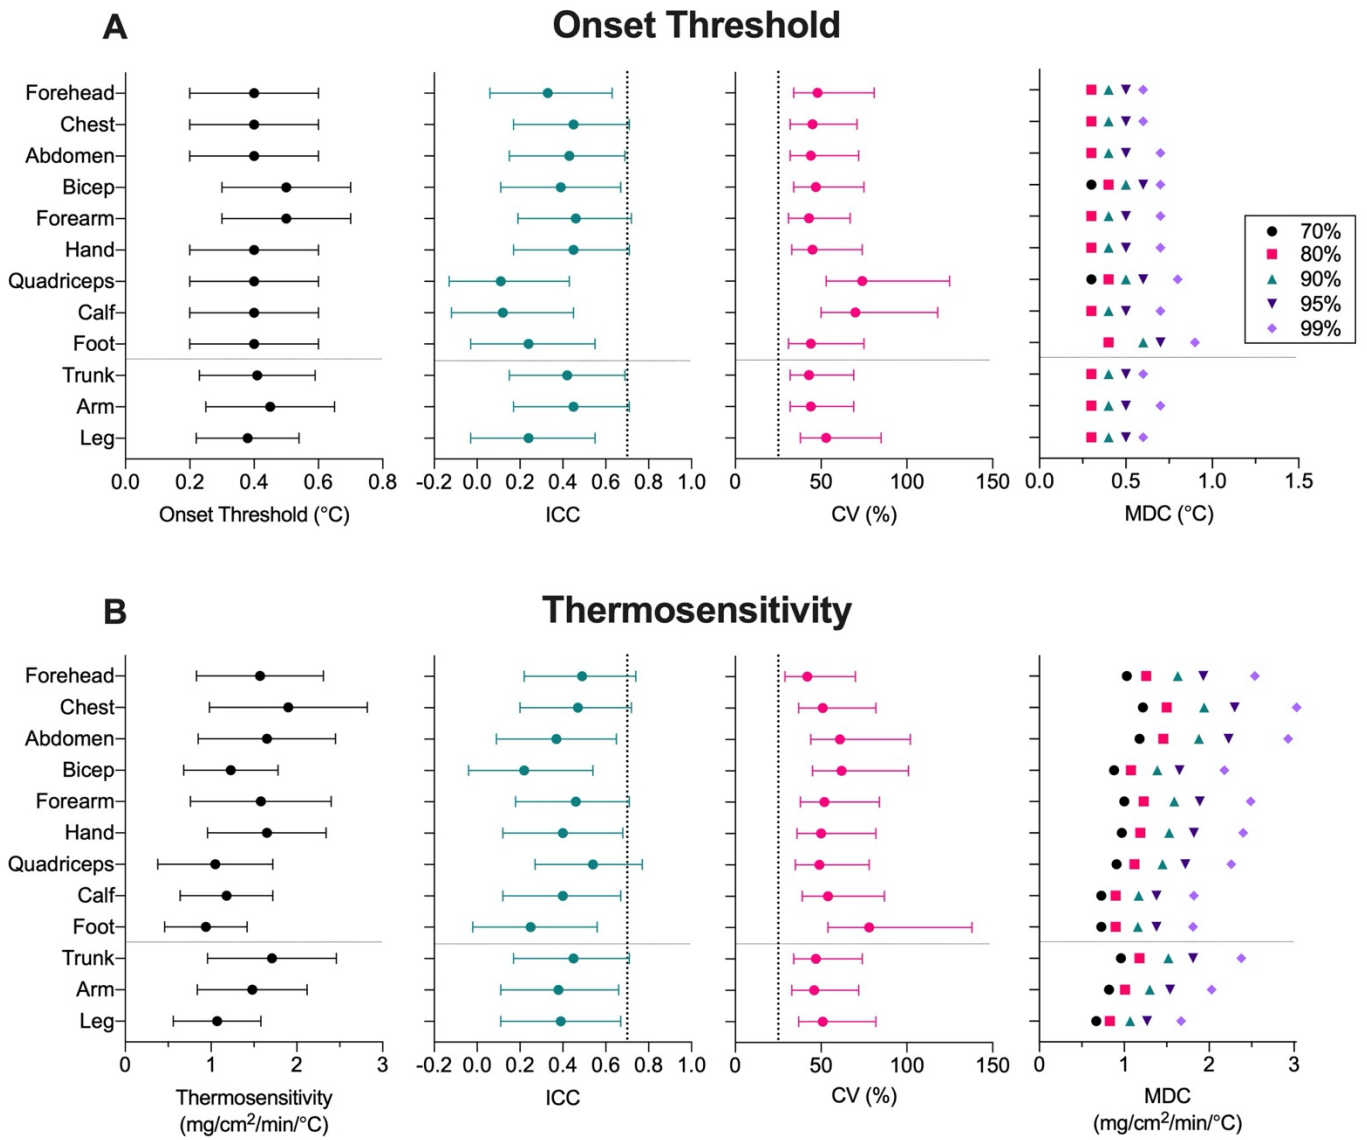 A
Onset Threshold
Forehead
Chest
Abdomen
Bicep
Forearm
Hand
Quadriceps
Calf
Foot
Trunk
Arm
Leg
70%
80%
90%
95%
99%
0.0 0.2 0.4 0.6 0.8
-0.2 0.0 0.2 0.4 0.6 0.8 1.0
0 50 100 150
0.0 0.5 1.0 1.5
Onset Threshold (°C)
ICC
CV (%)
MDC (°C)
B
Thermosensitivity
Forehead
Chest
Abdomen
Bicep
Forearm
Hand
Quadriceps
Calf
Foot
Trunk
Arm
Leg
0 1 2 3
-0.2 0.0 0.2 0.4 0.6 0.8 1.0
0 50 100 150
0 1 2 3
Thermosensitivity
(mg/cm²/min/°C)
ICC
CV (%)
MDC
(mg/cm²/min/°C)